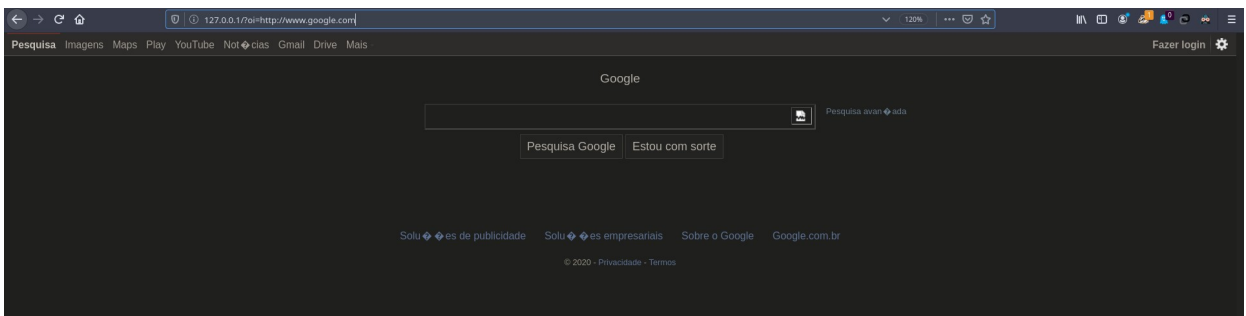 127.0.0.1/?oi=http://www.google.com 120%
Pesquisa Imagens Maps Play YouTube Not�cias Gmail Drive Mais Fazer login
Google
Pesquisa avan�ada
Pesquisa Google Estou com sorte
Solu��es de publicidade Solu��es empresariais Sobre o Google Google.com.br
© 2020 - Privacidade - Termos